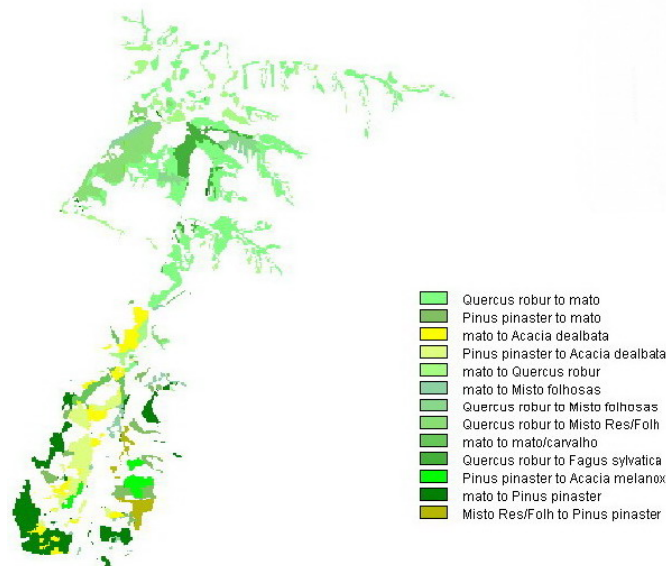 Quercus robur to mato
Pinus pinaster to mato
mato to Acacia dealbata
Pinus pinaster to Acacia dealbata
mato to Quercus robur
mato to Misto folhosas
Quercus robur to Misto folhosas
Quercus robur to Misto Res/Folh
mato to mato/carvalho
Quercus robur to Fagus sylvatica
Pinus pinaster to Acacia melanox
mato to Pinus pinaster
Misto Res/Folh to Pinus pinaster